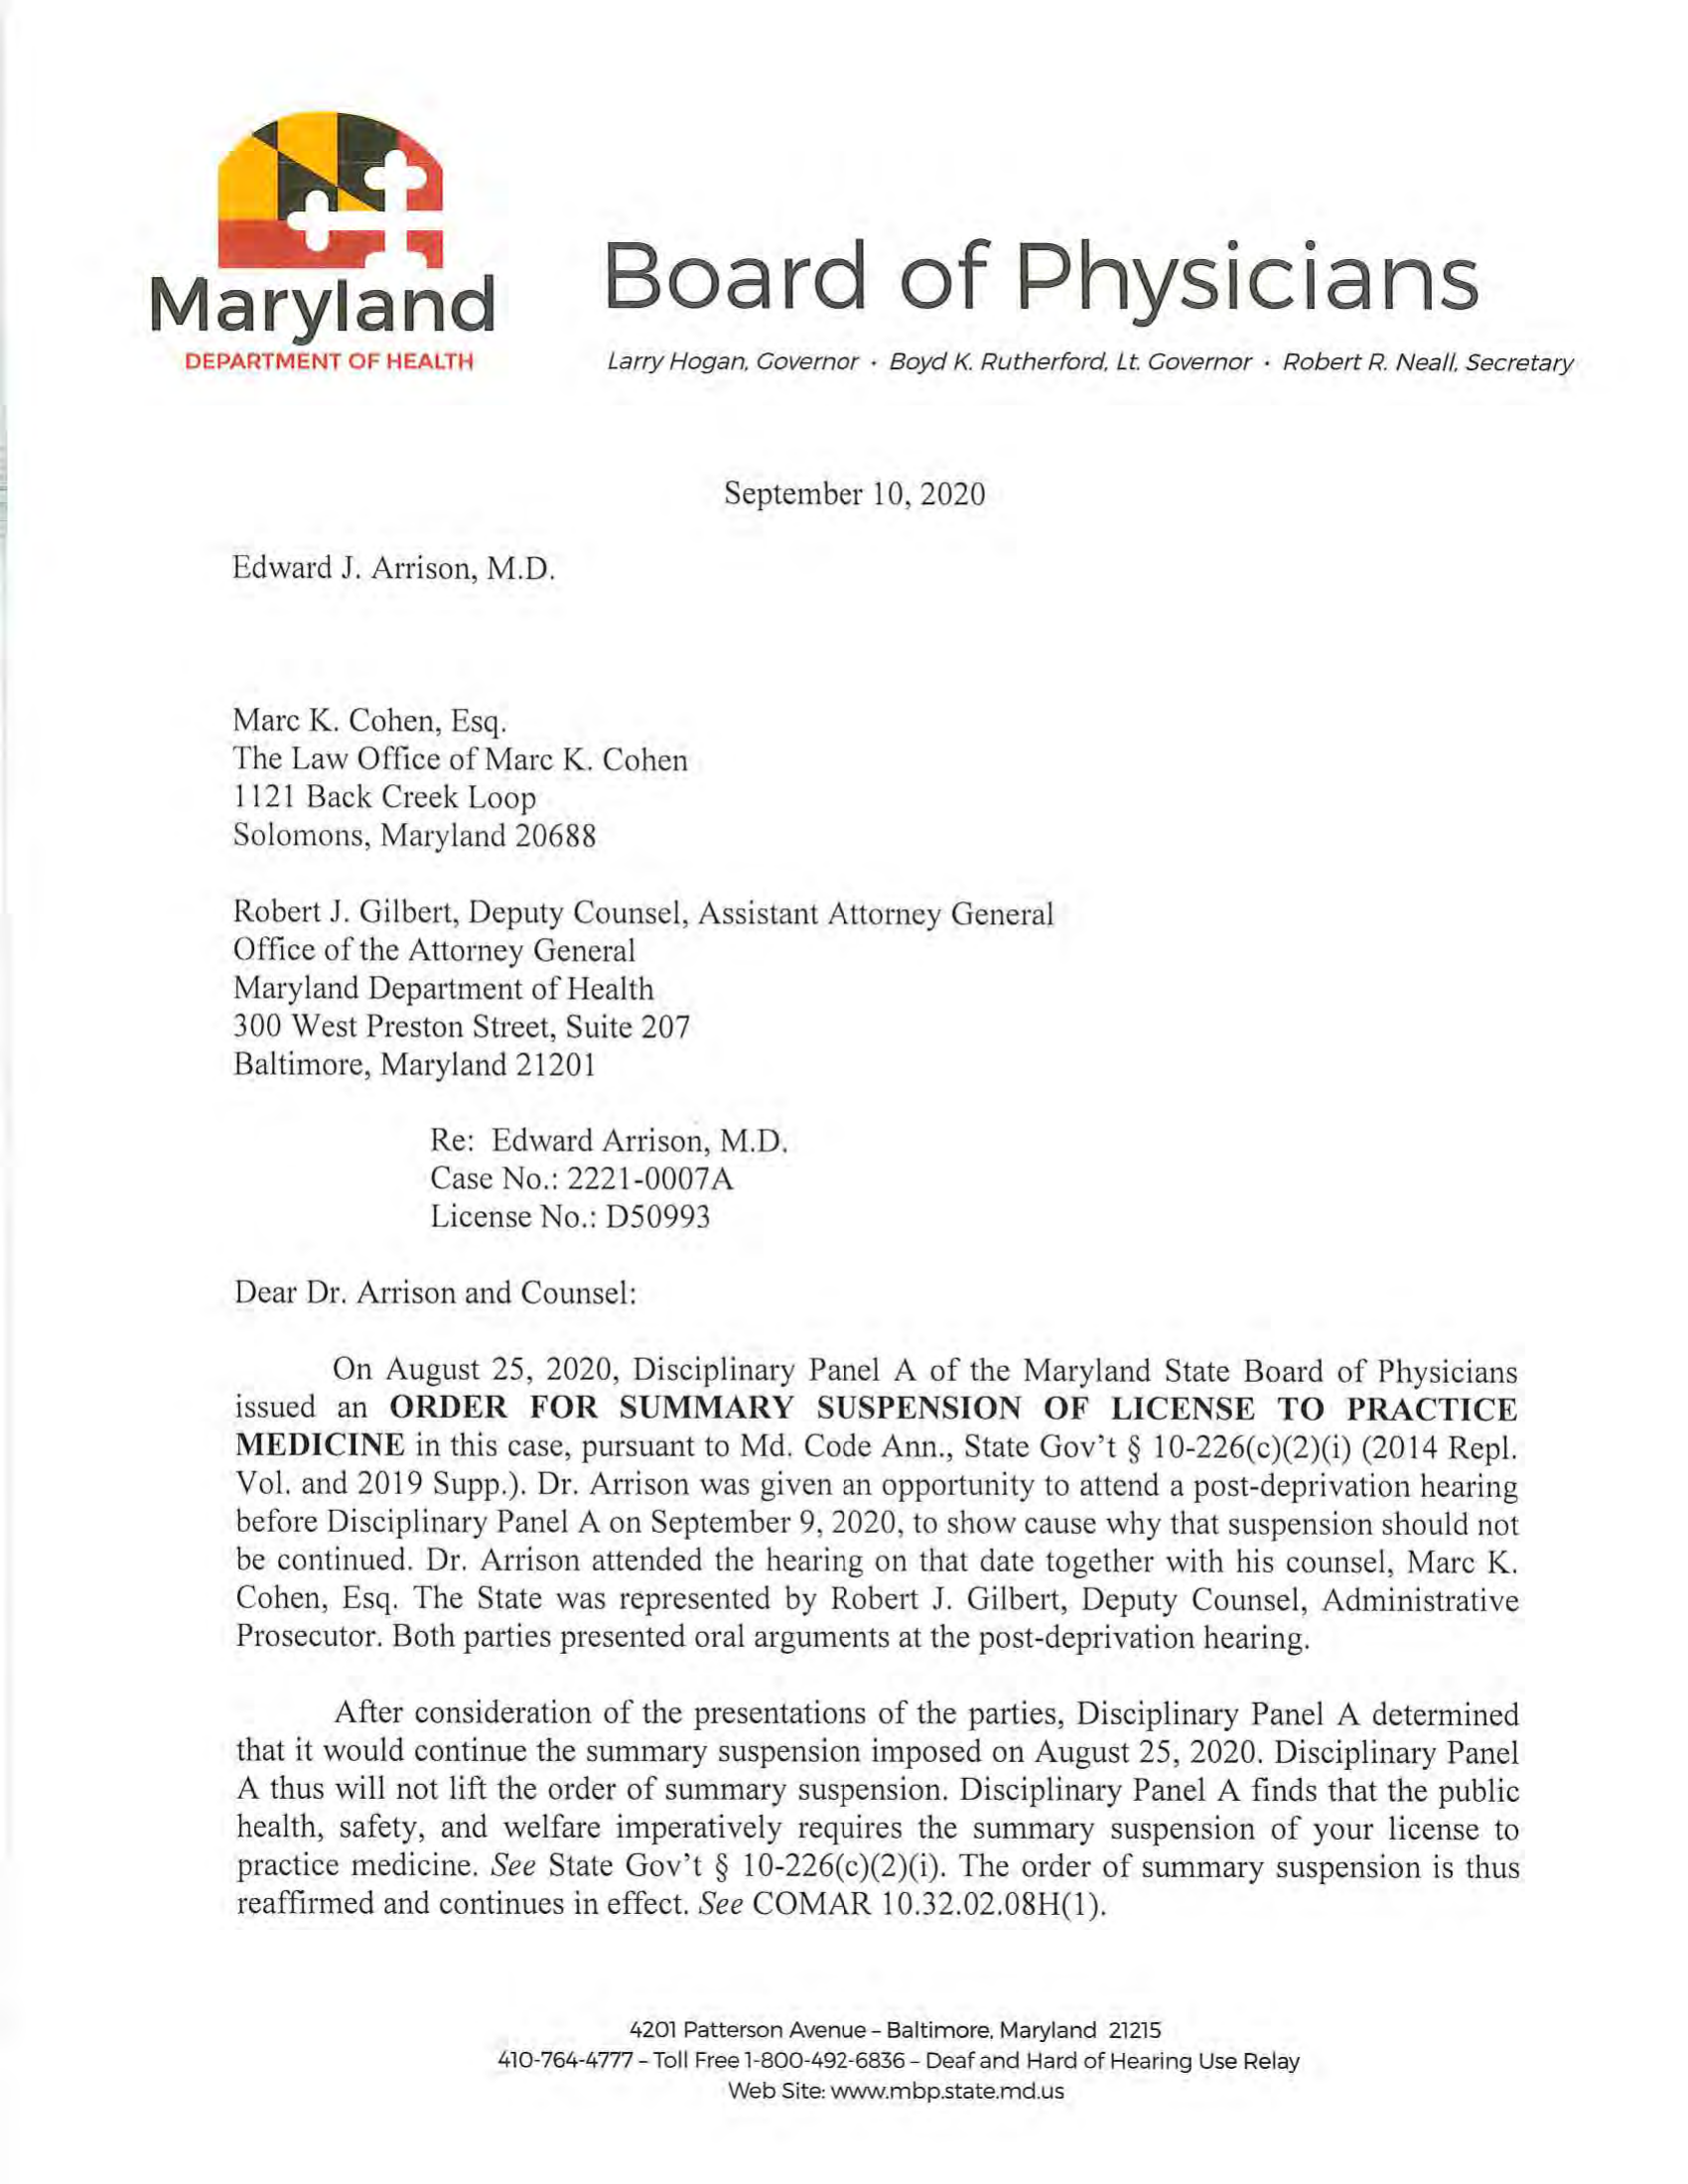 Maryland
DEPARTMENT OF HEALTH
Board of Physicians
Larry Hogan, Governor · Boyd K. Rutherford, Lt. Governor · Robert R. Neall, Secretary
September 10, 2020
Edward J. Arrison, M.D.
Marc K. Cohen, Esq.
The Law Office of Marc K. Cohen
1121 Back Creek Loop
Solomons, Maryland 20688
Robert J. Gilbert, Deputy Counsel, Assistant Attorney General
Office of the Attorney General
Maryland Department of Health
300 West Preston Street, Suite 207
Baltimore, Maryland 21201
Re: Edward Arrison, M.D.
Case No.: 2221-0007A
License No.: D50993
Dear Dr. Arrison and Counsel:
On August 25, 2020, Disciplinary Panel A of the Maryland State Board of Physicians
issued an ORDER FOR SUMMARY SUSPENSION OF LICENSE TO PRACTICE
MEDICINE in this case, pursuant to Md. Code Ann., State Gov't § 10-226(c)(2)(i) (2014 Repl.
Vol. and 2019 Supp.). Dr. Arrison was given an opportunity to attend a post-deprivation hearing
before Disciplinary Panel A on September 9, 2020, to show cause why that suspension should not
be continued. Dr. Arrison attended the hearing on that date together with his counsel, Marc K.
Cohen, Esq. The State was represented by Robert J. Gilbert, Deputy Counsel, Administrative
Prosecutor. Both parties presented oral arguments at the post-deprivation hearing.
After consideration of the presentations of the parties, Disciplinary Panel A determined
that it would continue the summary suspension imposed on August 25, 2020. Disciplinary Panel
A thus will not lift the order of summary suspension. Disciplinary Panel A finds that the public
health, safety, and welfare imperatively requires the summary suspension of your license to
practice medicine. See State Gov't § 10-226(c)(2)(i). The order of summary suspension is thus
reaffirmed and continues in effect. See COMAR 10.32.02.08H(1).
4201 Patterson Avenue – Baltimore, Maryland 21215
410-764-4777 – Toll Free 1-800-492-6836 – Deaf and Hard of Hearing Use Relay
Web Site: www.mbp.state.md.us